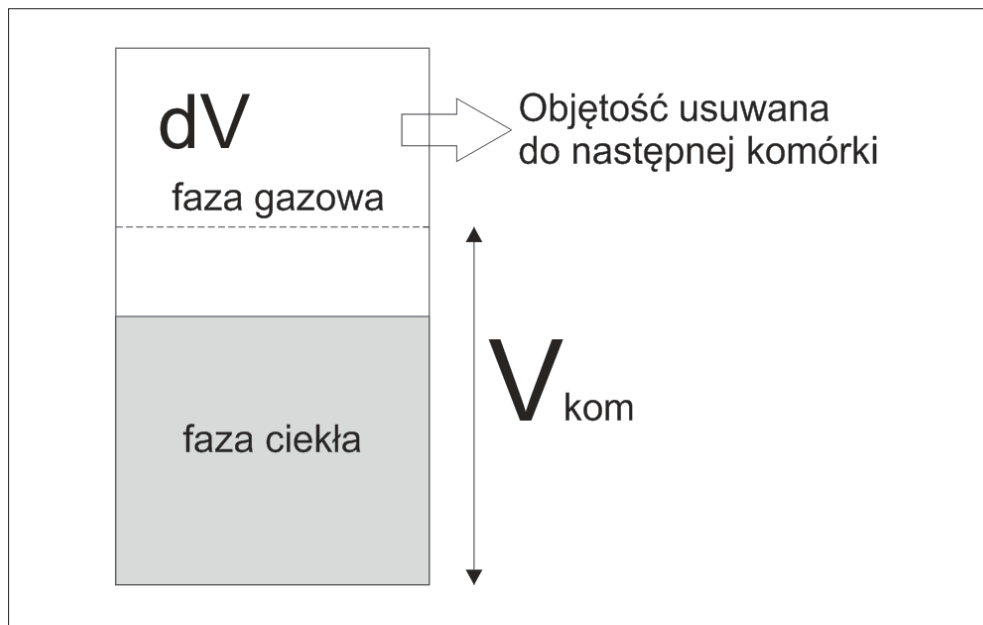 dV
faza gazowa
Objętość usuwana
do następnej komórki
V kom
faza ciekła